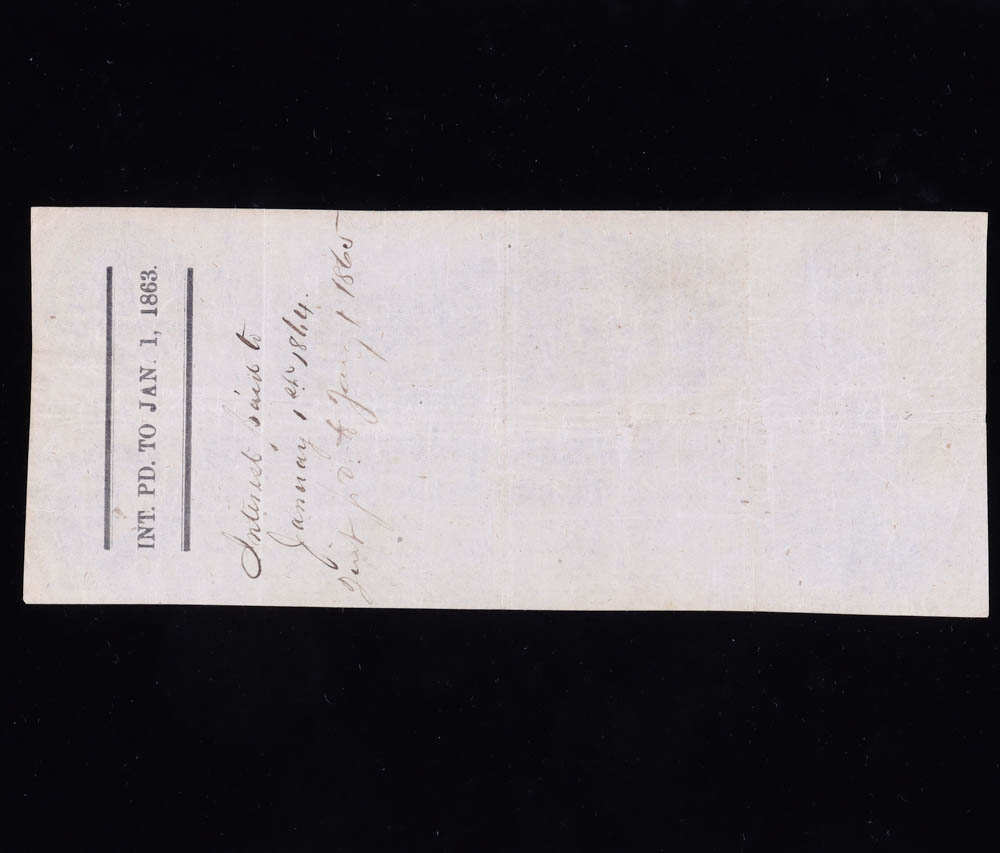 INT. PD. TO JAN. 1, 1863.
Interest paid to
January 1st 1864.
Int pd. to Jany 1 1865